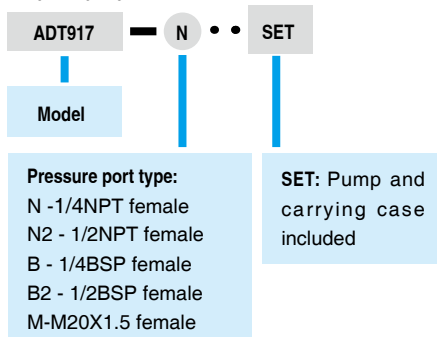 ADT917 — N • • SET
Model
Pressure port type:
N -1/4NPT female
N2 - 1/2NPT female
B - 1/4BSP female
B2 - 1/2BSP female
M-M20X1.5 female
SET: Pump and
carrying case
included